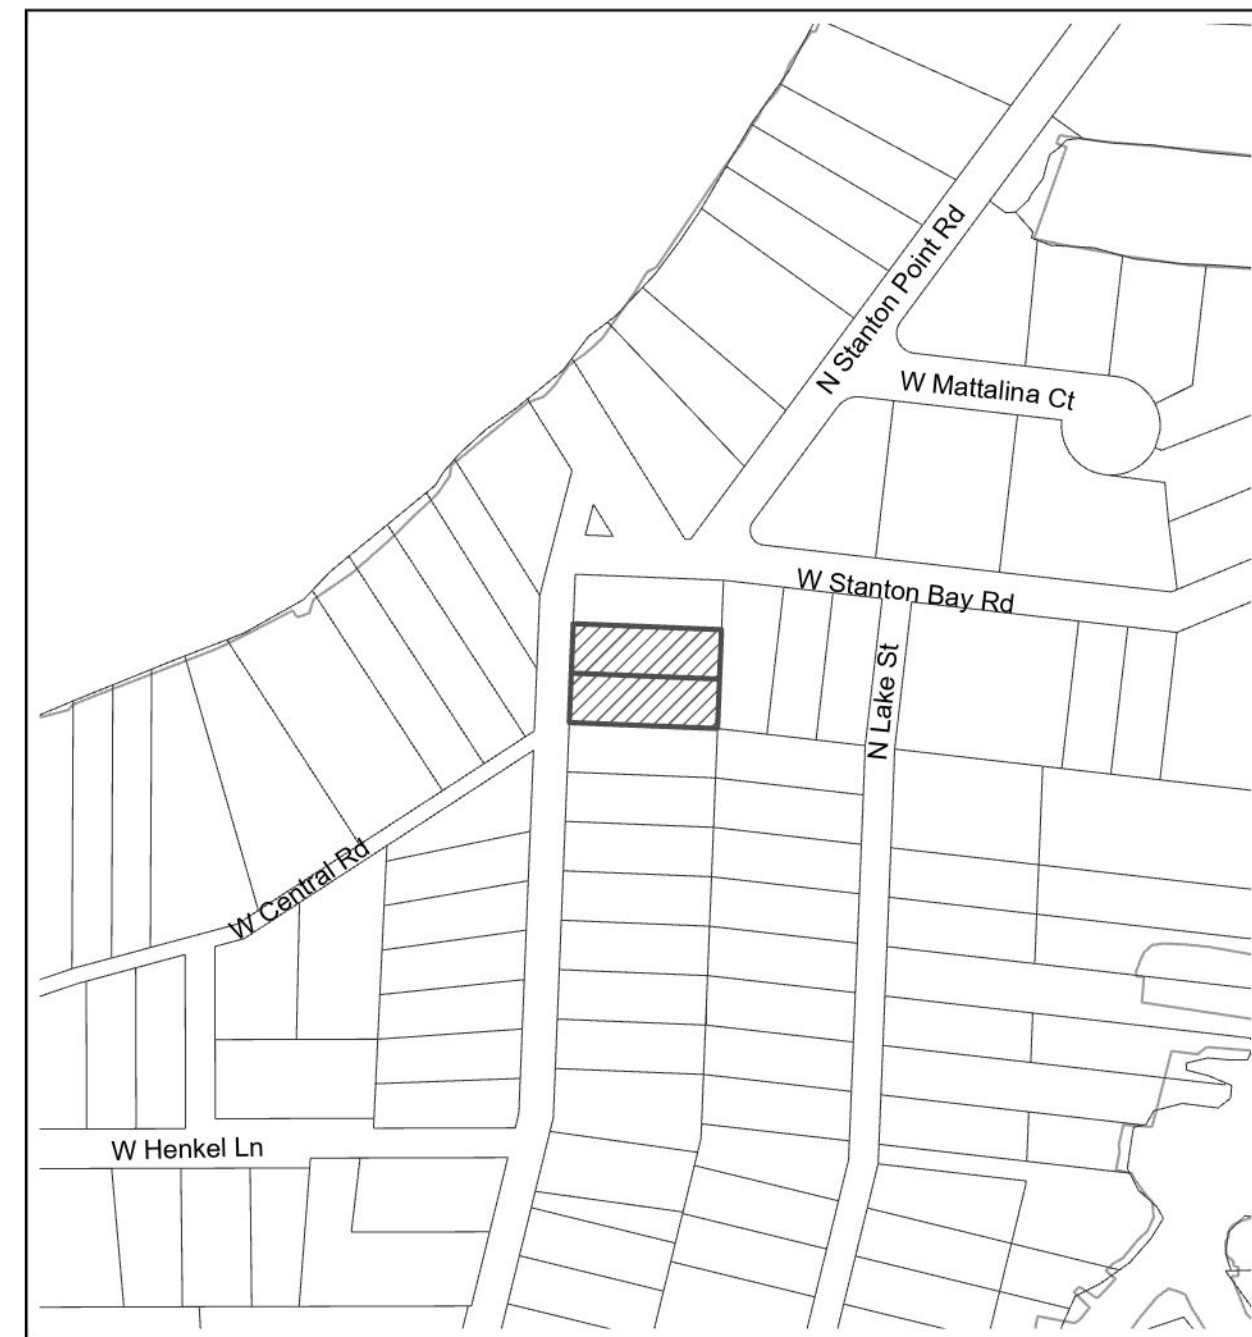 N Stanton Point Rd
W Mattalina Ct
W Stanton Bay Rd
N Lake St
W Central Rd
W Henkel Ln